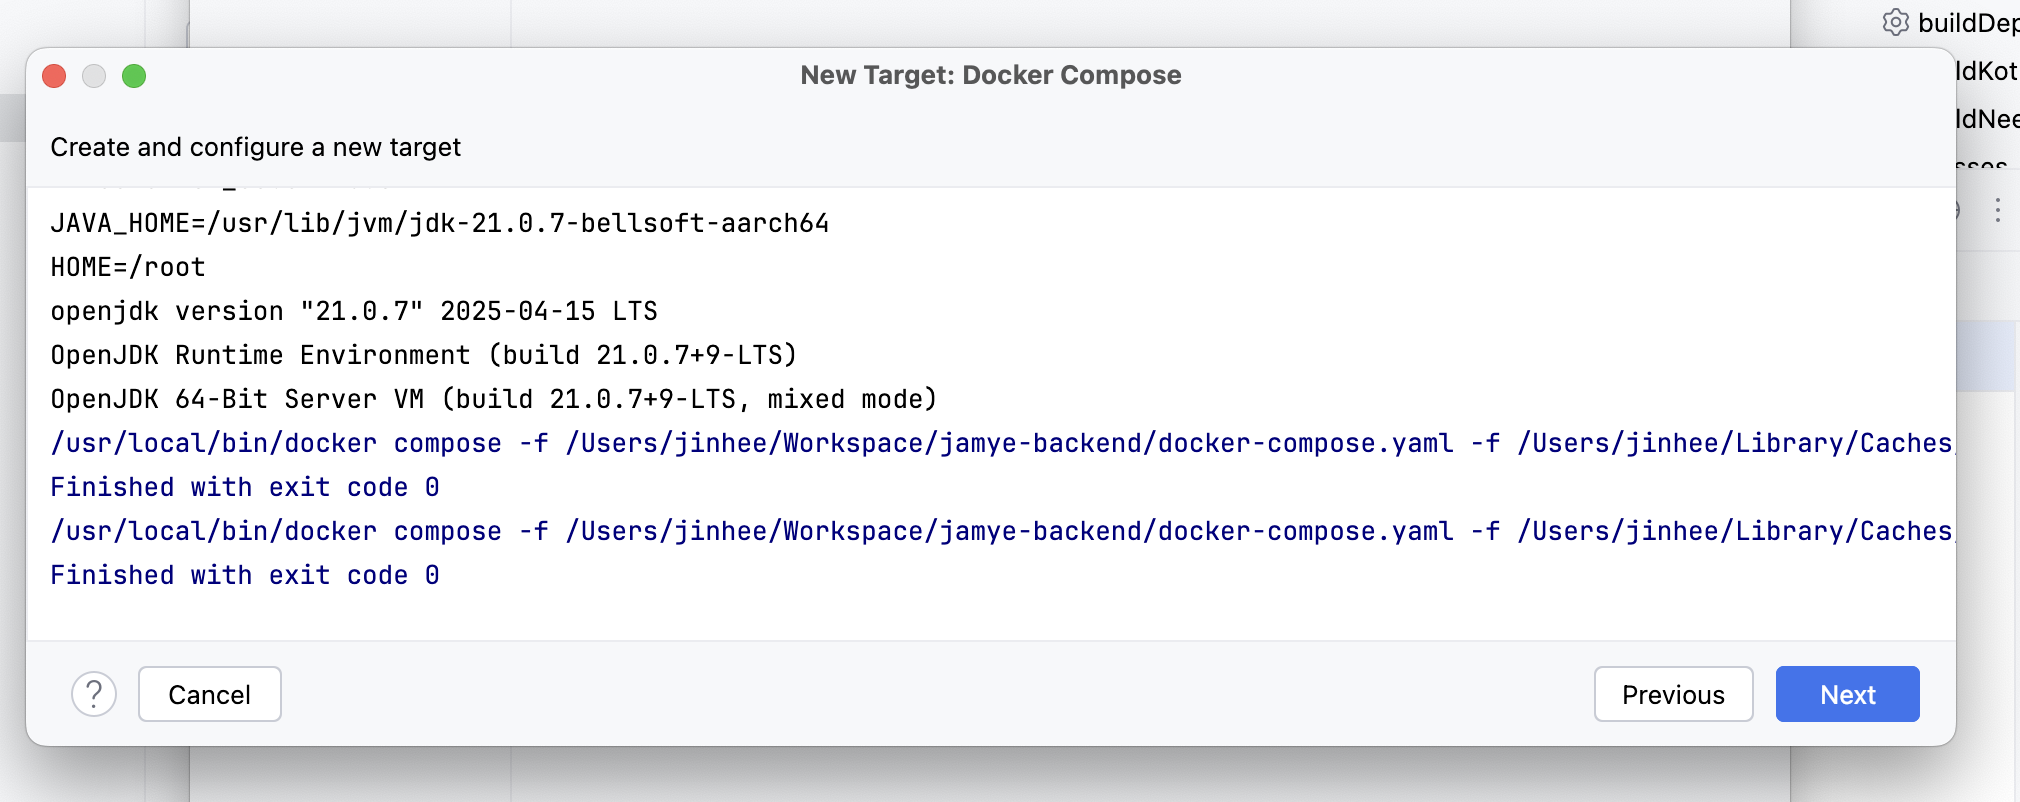 buildDep
New Target: Docker Compose
ldKot
ldNee
Create and configure a new target
JAVA_HOME=/usr/lib/jvm/jdk-21.0.7-bellsoft-aarch64
HOME=/root
openjdk version "21.0.7" 2025-04-15 LTS
OpenJDK Runtime Environment (build 21.0.7+9-LTS)
OpenJDK 64-Bit Server VM (build 21.0.7+9-LTS, mixed mode)
/usr/local/bin/docker compose -f /Users/jinhee/Workspace/jamye-backend/docker-compose.yaml -f /Users/jinhee/Library/Caches
Finished with exit code 0
/usr/local/bin/docker compose -f /Users/jinhee/Workspace/jamye-backend/docker-compose.yaml -f /Users/jinhee/Library/Caches
Finished with exit code 0
? Cancel Previous Next